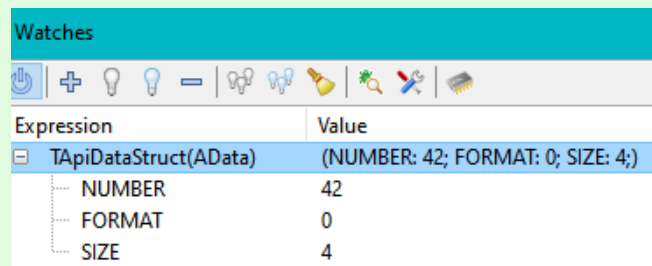 Watches
Expression Value
TApiDataStruct(AData) (NUMBER: 42; FORMAT: 0; SIZE: 4;)
NUMBER 42
FORMAT 0
SIZE 4